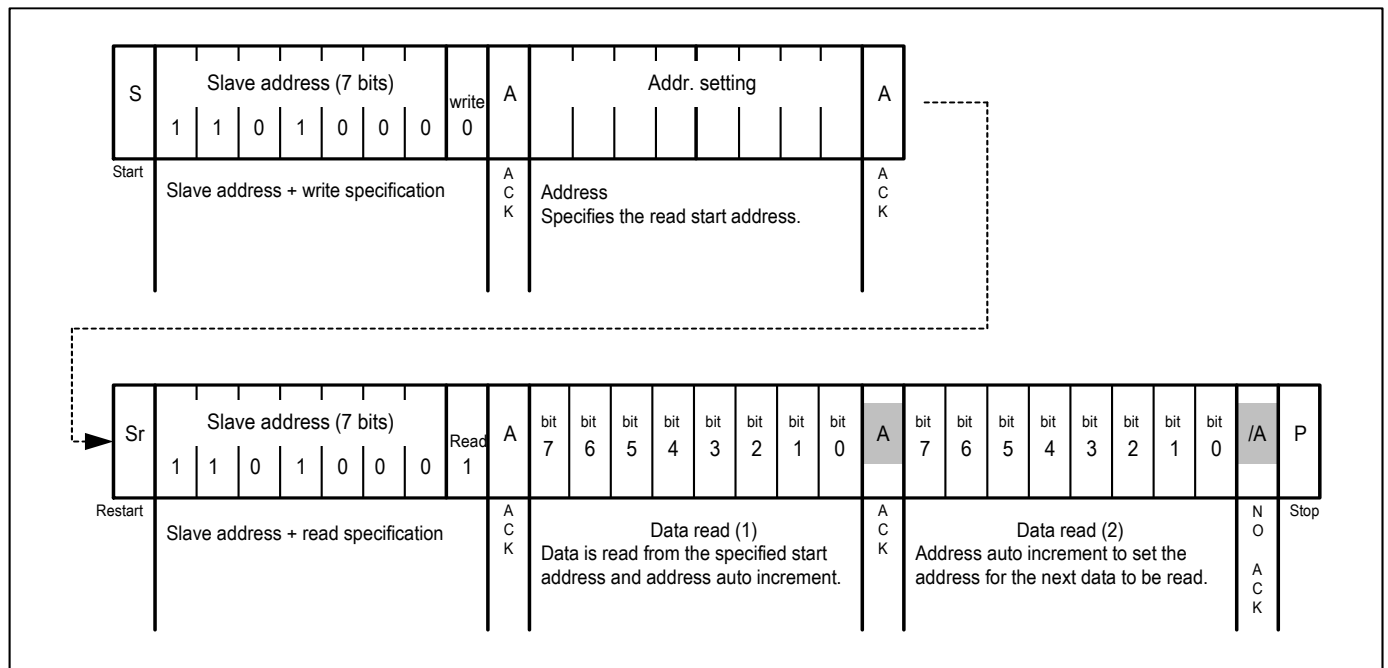 S Slave address (7 bits) write A Addr. setting A
1 1 0 1 0 0 0 0
Start
Slave address + write specification
A C K
Address
Specifies the read start address.
A C K
Sr Slave address (7 bits) Read A bit bit bit bit bit bit bit bit A bit bit bit bit bit bit bit bit /A P
1 1 0 1 0 0 0 1 7 6 5 4 3 2 1 0 7 6 5 4 3 2 1 0
Restart
Slave address + read specification
A C K
Data read (1)
Data is read from the specified start
address and address auto increment.
A C K
Data read (2)
Address auto increment to set the
address for the next data to be read.
N O A C K
Stop